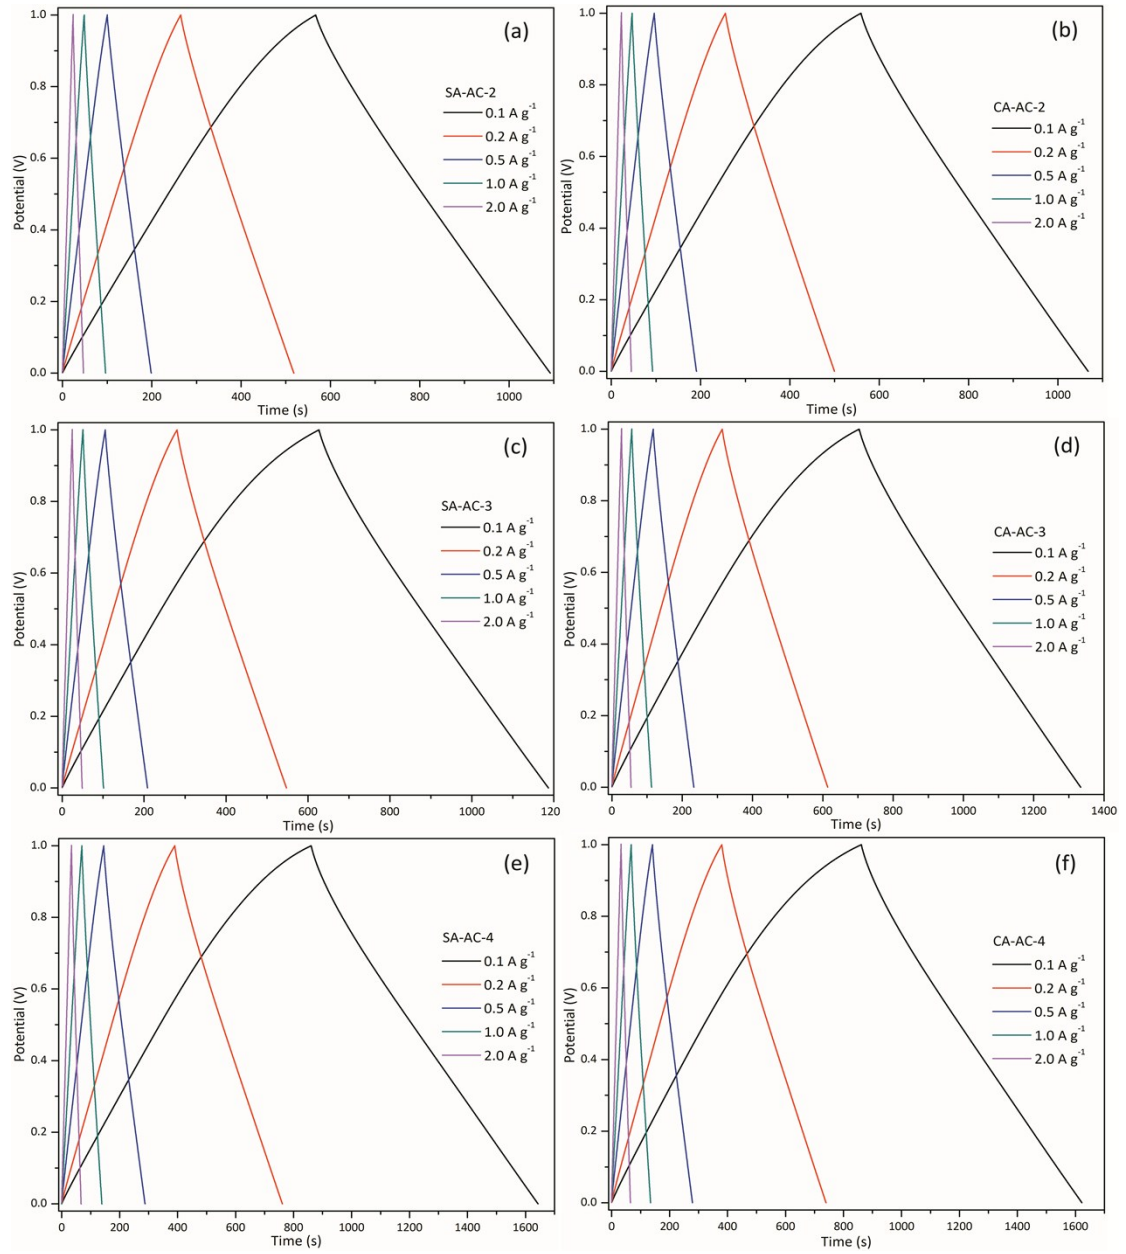 (a)
SA-AC-2
0.1 A g⁻¹
0.2 A g⁻¹
0.5 A g⁻¹
1.0 A g⁻¹
2.0 A g⁻¹
Potential (V)
1.0
0.8
0.6
0.4
0.2
0.0
0 200 400 600 800 1000
Time (s)
(b)
CA-AC-2
0.1 A g⁻¹
0.2 A g⁻¹
0.5 A g⁻¹
1.0 A g⁻¹
2.0 A g⁻¹
Potential (V)
1.0
0.8
0.6
0.4
0.2
0.0
0 200 400 600 800 1000
Time (s)
(c)
SA-AC-3
0.1 A g⁻¹
0.2 A g⁻¹
0.5 A g⁻¹
1.0 A g⁻¹
2.0 A g⁻¹
Potential (V)
1.0
0.8
0.6
0.4
0.2
0.0
0 200 400 600 800 1000 120
Time (s)
(d)
CA-AC-3
0.1 A g⁻¹
0.2 A g⁻¹
0.5 A g⁻¹
1.0 A g⁻¹
2.0 A g⁻¹
Potential (V)
1.0
0.8
0.6
0.4
0.2
0.0
0 200 400 600 800 1000 1200 1400
Time (s)
(e)
SA-AC-4
0.1 A g⁻¹
0.2 A g⁻¹
0.5 A g⁻¹
1.0 A g⁻¹
2.0 A g⁻¹
Potential (V)
1.0
0.8
0.6
0.4
0.2
0.0
0 200 400 600 800 1000 1200 1400 1600
Time (s)
(f)
CA-AC-4
0.1 A g⁻¹
0.2 A g⁻¹
0.5 A g⁻¹
1.0 A g⁻¹
2.0 A g⁻¹
Potential (V)
1.0
0.8
0.6
0.4
0.2
0.0
0 200 400 600 800 1000 1200 1400 1600
Time (s)